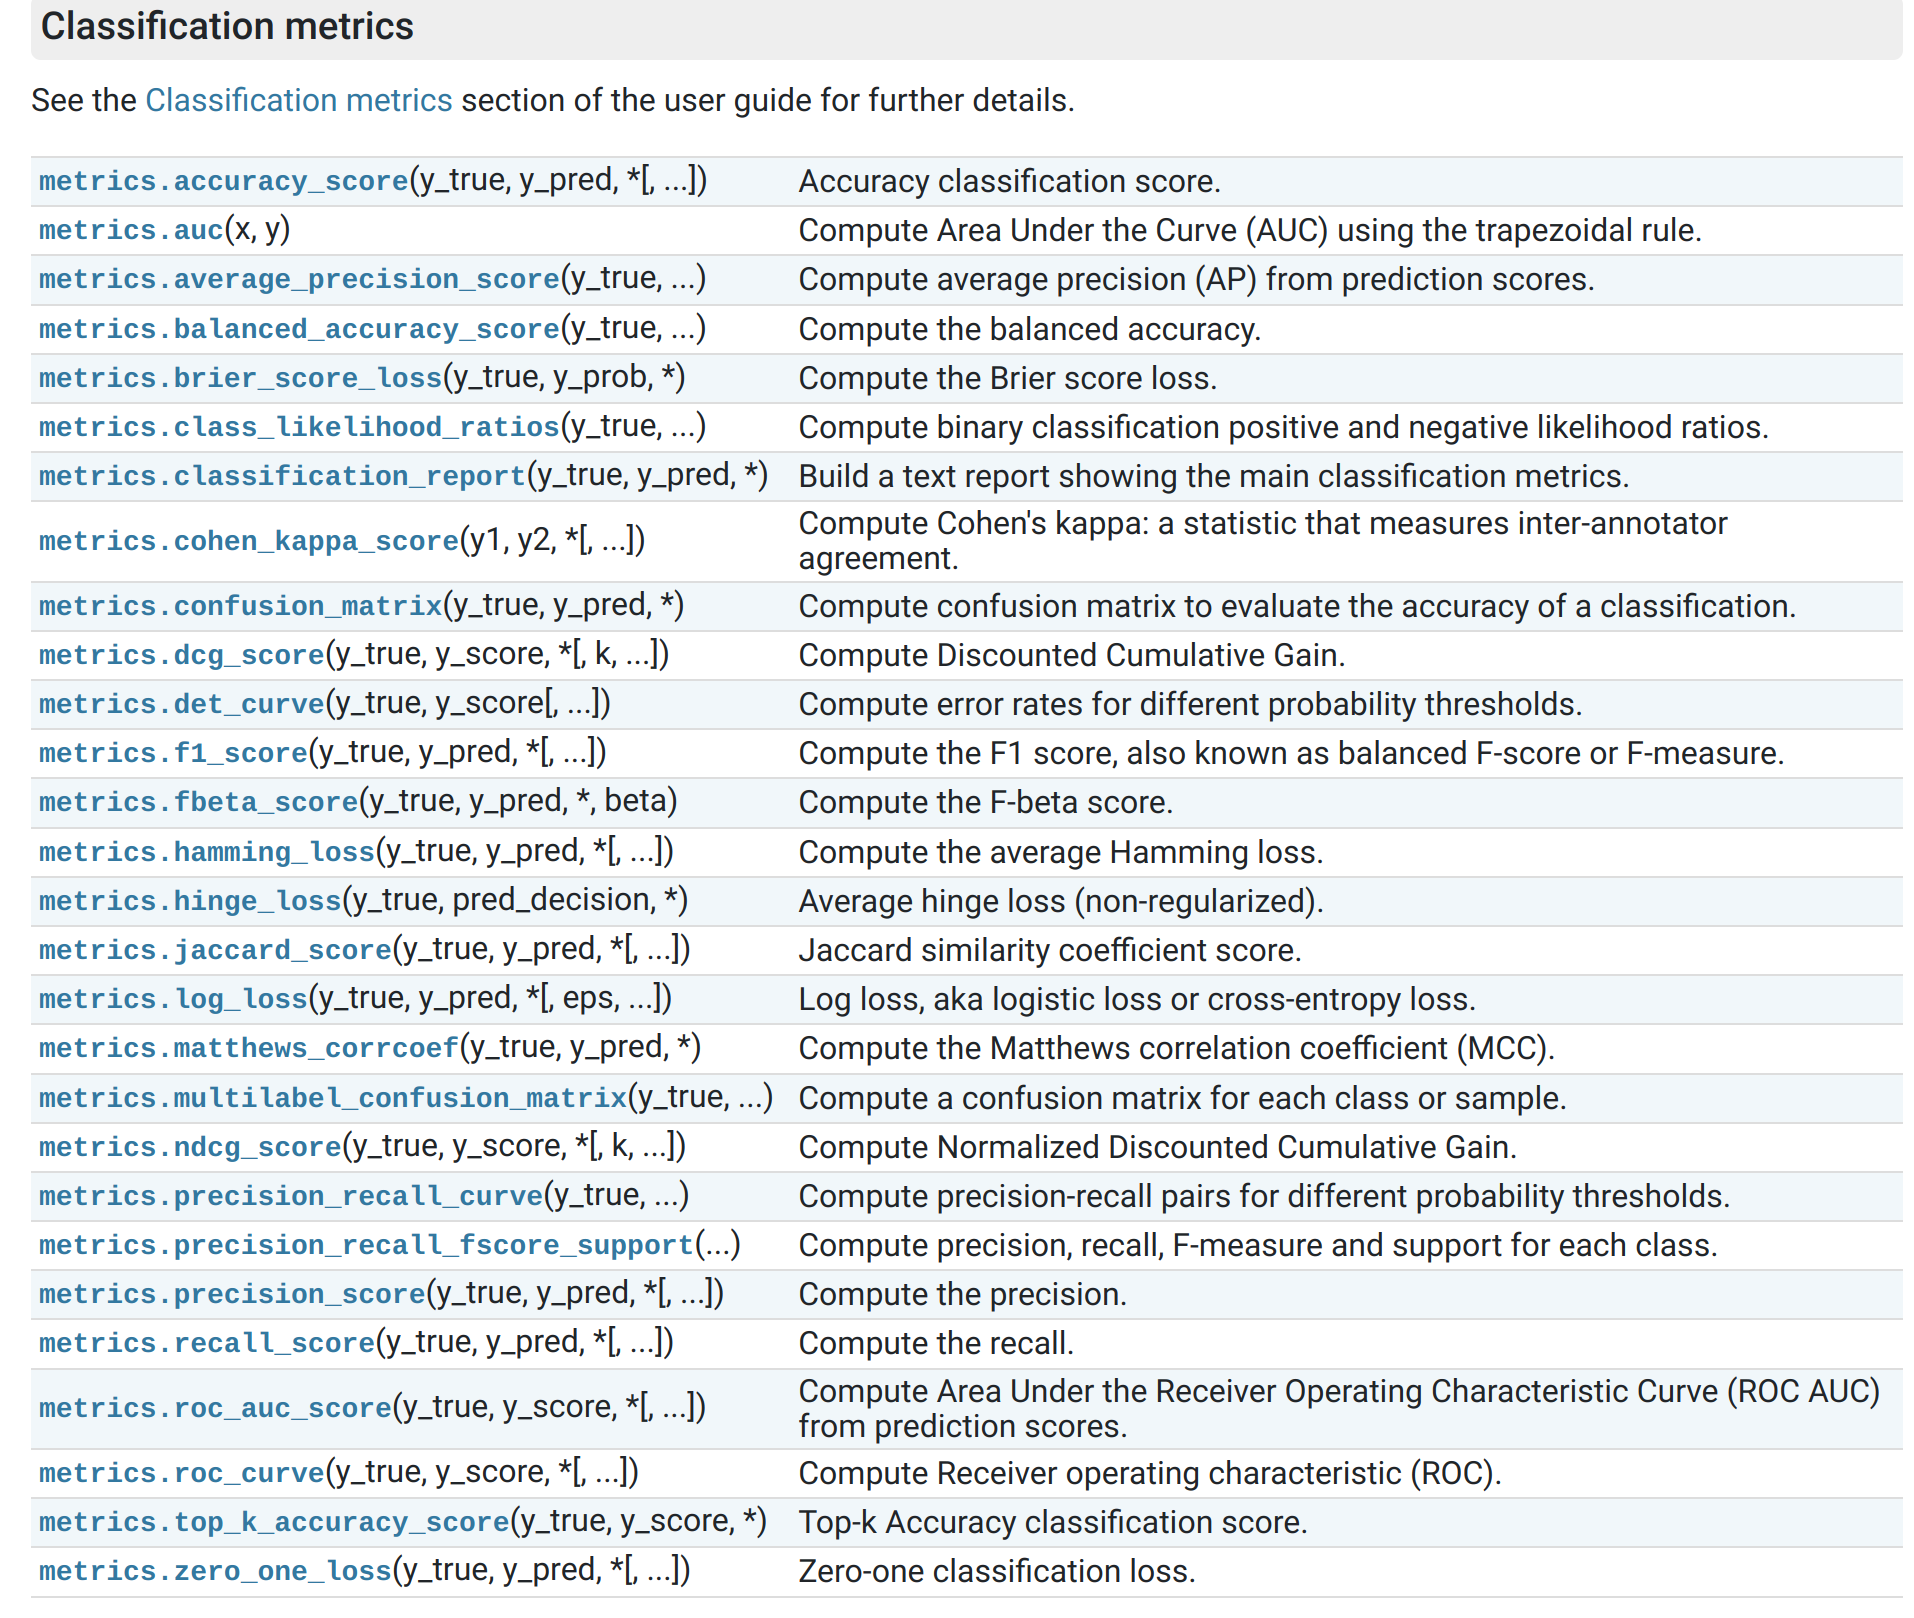 Classification metrics
See the Classification metrics section of the user guide for further details.
metrics.accuracy_score(y_true, y_pred, *[, ...]) Accuracy classification score.
metrics.auc(x, y) Compute Area Under the Curve (AUC) using the trapezoidal rule.
metrics.average_precision_score(y_true, ...) Compute average precision (AP) from prediction scores.
metrics.balanced_accuracy_score(y_true, ...) Compute the balanced accuracy.
metrics.brier_score_loss(y_true, y_prob, *) Compute the Brier score loss.
metrics.class_likelihood_ratios(y_true, ...) Compute binary classification positive and negative likelihood ratios.
metrics.classification_report(y_true, y_pred, *) Build a text report showing the main classification metrics.
metrics.cohen_kappa_score(y1, y2, *[, ...]) Compute Cohen's kappa: a statistic that measures inter-annotator
agreement.
metrics.confusion_matrix(y_true, y_pred, *) Compute confusion matrix to evaluate the accuracy of a classification.
metrics.dcg_score(y_true, y_score, *[, k, ...]) Compute Discounted Cumulative Gain.
metrics.det_curve(y_true, y_score[, ...]) Compute error rates for different probability thresholds.
metrics.f1_score(y_true, y_pred, *[, ...]) Compute the F1 score, also known as balanced F-score or F-measure.
metrics.fbeta_score(y_true, y_pred, *, beta) Compute the F-beta score.
metrics.hamming_loss(y_true, y_pred, *[, ...]) Compute the average Hamming loss.
metrics.hinge_loss(y_true, pred_decision, *) Average hinge loss (non-regularized).
metrics.jaccard_score(y_true, y_pred, *[, ...]) Jaccard similarity coefficient score.
metrics.log_loss(y_true, y_pred, *[, eps, ...]) Log loss, aka logistic loss or cross-entropy loss.
metrics.matthews_corrcoef(y_true, y_pred, *) Compute the Matthews correlation coefficient (MCC).
metrics.multilabel_confusion_matrix(y_true, ...) Compute a confusion matrix for each class or sample.
metrics.ndcg_score(y_true, y_score, *[, k, ...]) Compute Normalized Discounted Cumulative Gain.
metrics.precision_recall_curve(y_true, ...) Compute precision-recall pairs for different probability thresholds.
metrics.precision_recall_fscore_support(...) Compute precision, recall, F-measure and support for each class.
metrics.precision_score(y_true, y_pred, *[, ...]) Compute the precision.
metrics.recall_score(y_true, y_pred, *[, ...]) Compute the recall.
metrics.roc_auc_score(y_true, y_score, *[, ...]) Compute Area Under the Receiver Operating Characteristic Curve (ROC AUC)
from prediction scores.
metrics.roc_curve(y_true, y_score, *[, ...]) Compute Receiver operating characteristic (ROC).
metrics.top_k_accuracy_score(y_true, y_score, *) Top-k Accuracy classification score.
metrics.zero_one_loss(y_true, y_pred, *[, ...]) Zero-one classification loss.